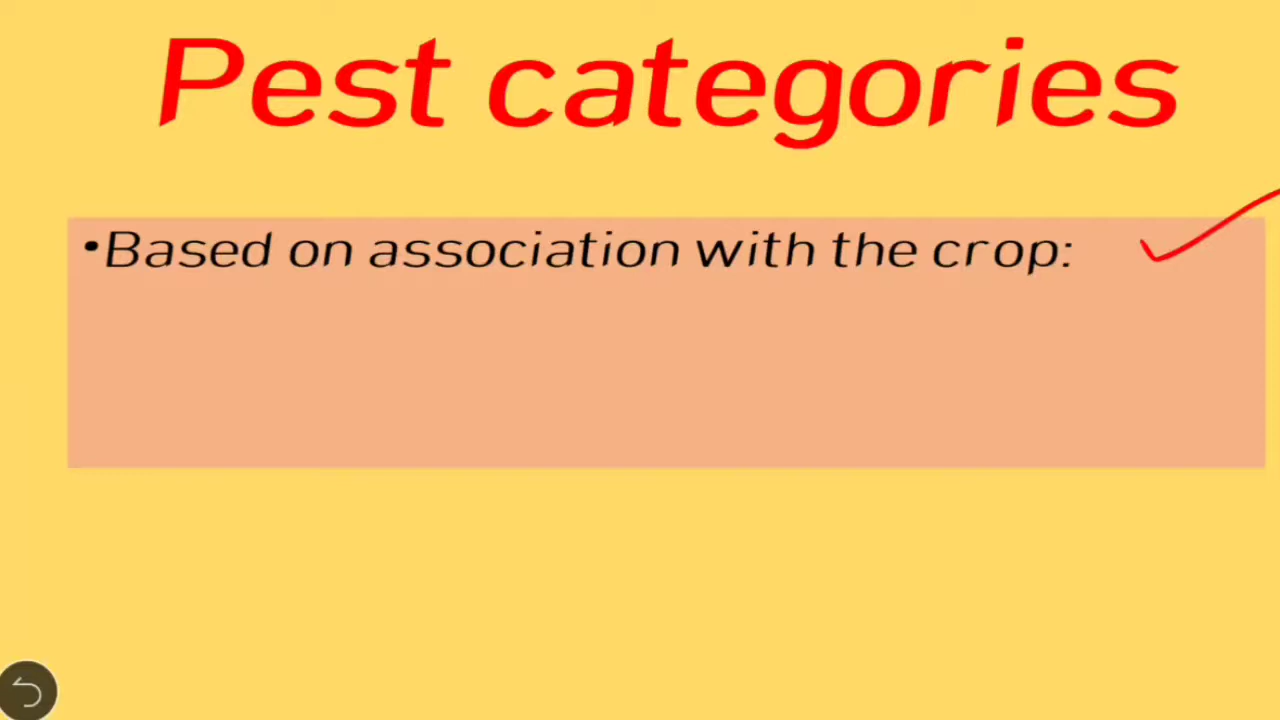 Pest categories
•Based on association with the crop: